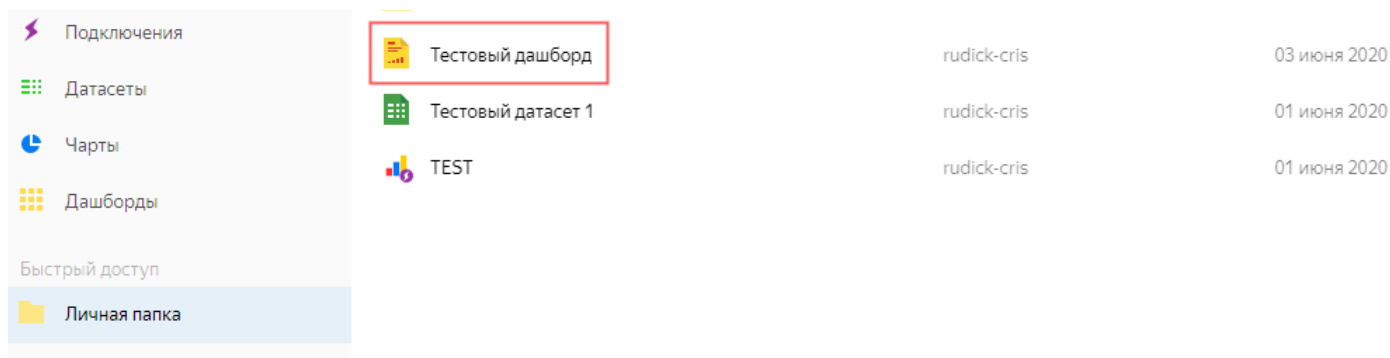 Подключения
Датасеты
Чарты
Дашборды
Быстрый доступ
Личная папка
Тестовый дашборд rudick-cris 03 июня 2020
Тестовый датасет 1 rudick-cris 01 июня 2020
TEST rudick-cris 01 июня 2020